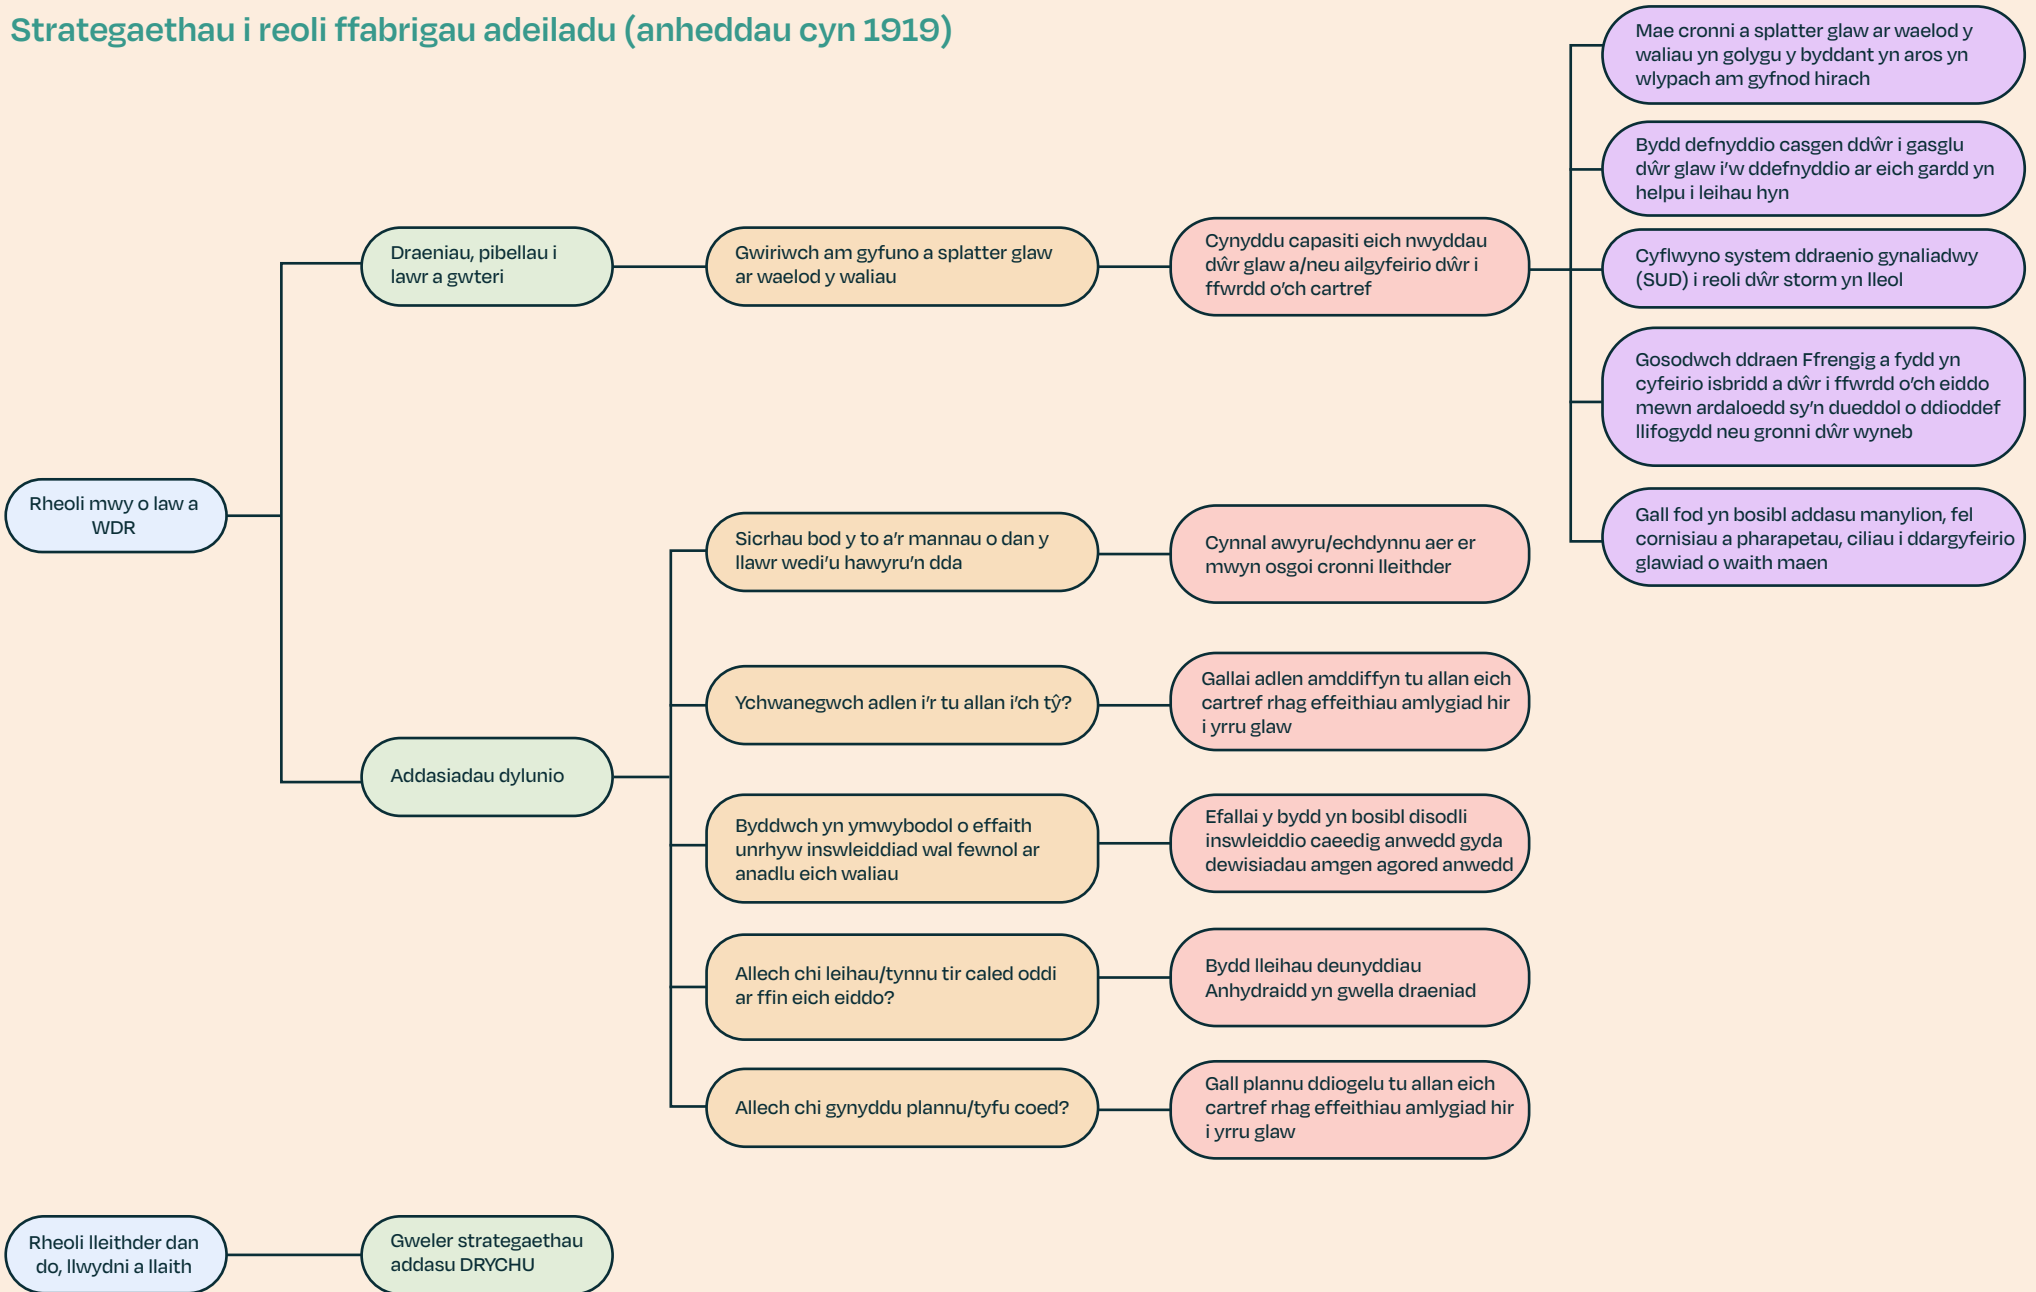 Strategaethau i reoli ffabrigau adeiladu (anheddau cyn 1919)
Rheoli mwy o law a
WDR
Draeniau, pibellau i
lawr a gwteri
Gwiriwch am gyfuno a splatter glaw
ar waelod y waliau
Cynyddu capasiti eich nwyddau
dŵr glaw a/neu ailgyfeirio dŵr i
ffwrdd o'ch cartref
Mae cronni a splatter glaw ar waelod y
waliau yn golygu y byddant yn aros yn
wlypach am gyfnod hirach
Bydd defnyddio casgen ddŵr i gasglu
dŵr glaw i'w ddefnyddio ar eich gardd yn
helpu i leihau hyn
Cyflwyno system ddraenio gynaliadwy
(SUD) i reoli dŵr storm yn lleol
Gosodwch ddraen Ffrengig a fydd yn
cyfeirio isbridd a dŵr i ffwrdd o'ch eiddo
mewn ardaloedd sy'n dueddol o ddioddef
llifogydd neu gronni dŵr wyneb
Gall fod yn bosibl addasu manylion, fel
cornisiau a pharapetau, ciliau i ddargyfeirio
glawiad o waith maen
Addasiadau dylunio
Sicrhau bod y to a'r mannau o dan y
llawr wedi'u hawyru'n dda
Cynnal awyru/echdynnu aer er
mwyn osgoi cronni lleithder
Ychwanegwch adlen i'r tu allan i'ch tŷ?
Gallai adlen amddiffyn tu allan eich
cartref rhag effeithiau amlygiad hir
i yrru glaw
Byddwch yn ymwybodol o effaith
unrhyw inswleiddiad wal fewnol ar
anadlu eich waliau
Efallai y bydd yn bosibl disodli
inswleiddio caeedig anwedd gyda
dewisiadau amgen agored anwedd
Allech chi leihau/tynnu tir caled oddi
ar ffin eich eiddo?
Bydd lleihau deunyddiau
Anhydraidd yn gwella draeniad
Allech chi gynyddu plannu/tyfu coed?
Gall plannu ddiogelu tu allan eich
cartref rhag effeithiau amlygiad hir
i yrru glaw
Rheoli lleithder dan
do, llwydni a llaith
Gweler strategaethau
addasu DRYCHU